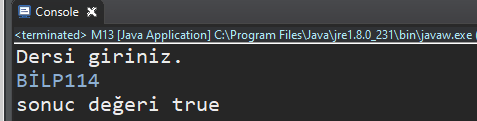 Console
<terminated> M13 [Java Application] C:\Program Files\Java\jre1.8.0_231\bin\javaw.exe (
Dersi giriniz.
BİLP114
sonuc değeri true